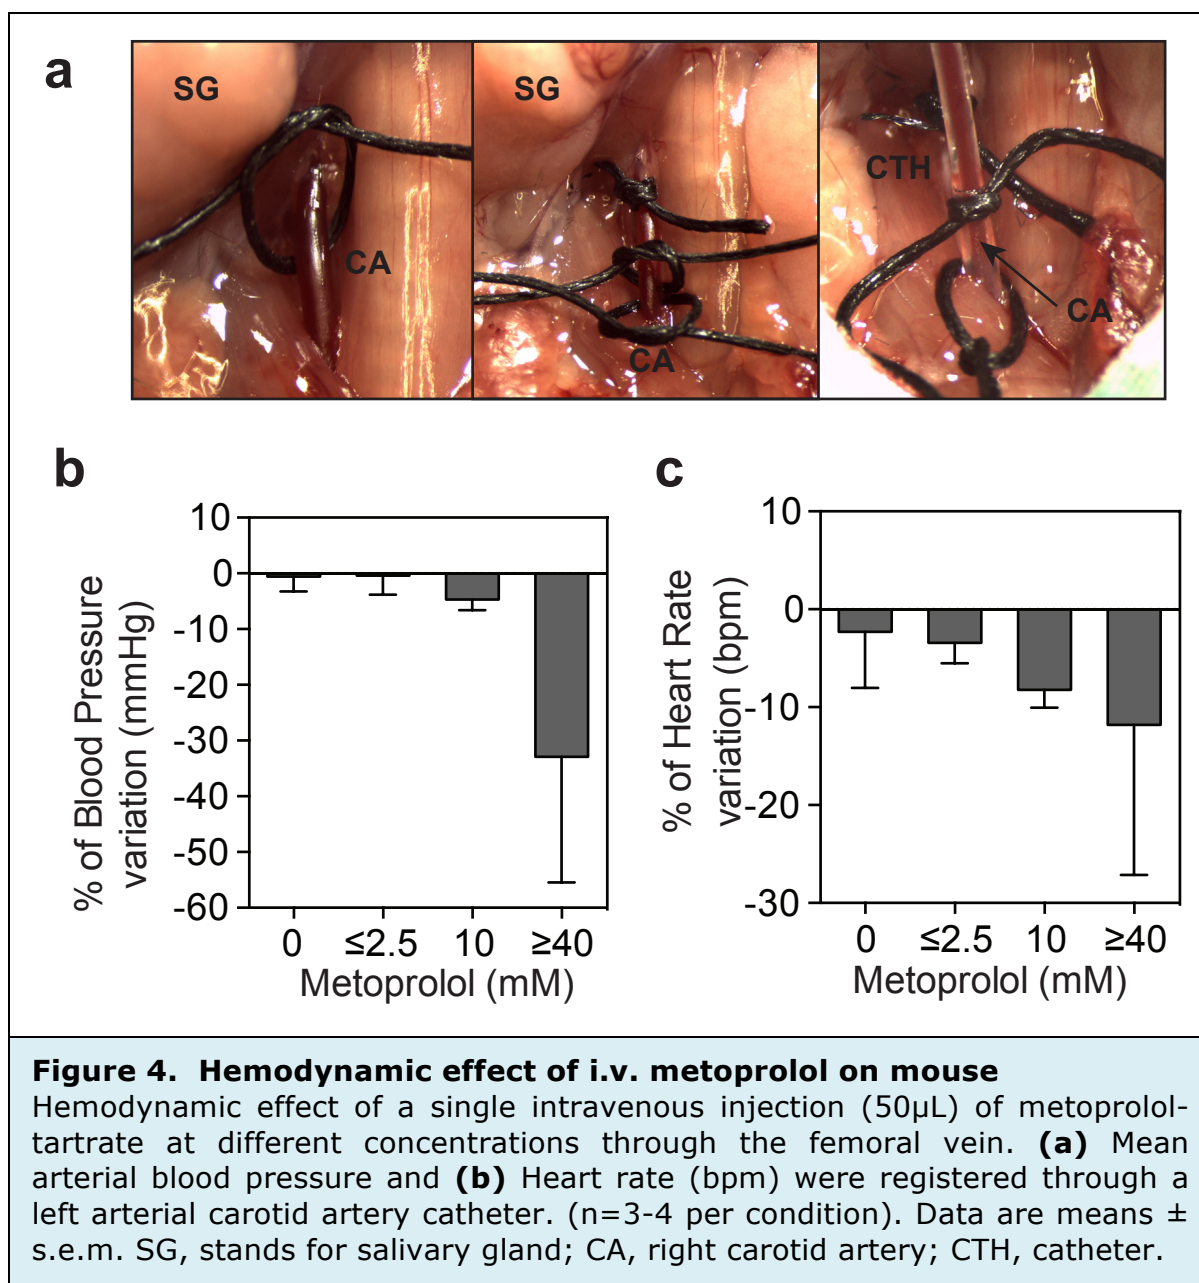 a
SG
CA
SG
CA
CTH
CA
b
% of Blood Pressure
variation (mmHg)
10
0
-10
-20
-30
-40
-50
-60
0 ≤2.5 10 ≥40
Metoprolol (mM)
c
% of Heart Rate
variation (bpm)
10
0
-10
-20
-30
0 ≤2.5 10 ≥40
Metoprolol (mM)
Figure 4. Hemodynamic effect of i.v. metoprolol on mouse
Hemodynamic effect of a single intravenous injection (50µL) of metoprolol-
tartrate at different concentrations through the femoral vein. (a) Mean
arterial blood pressure and (b) Heart rate (bpm) were registered through a
left arterial carotid artery catheter. (n=3-4 per condition). Data are means ±
s.e.m. SG, stands for salivary gland; CA, right carotid artery; CTH, catheter.